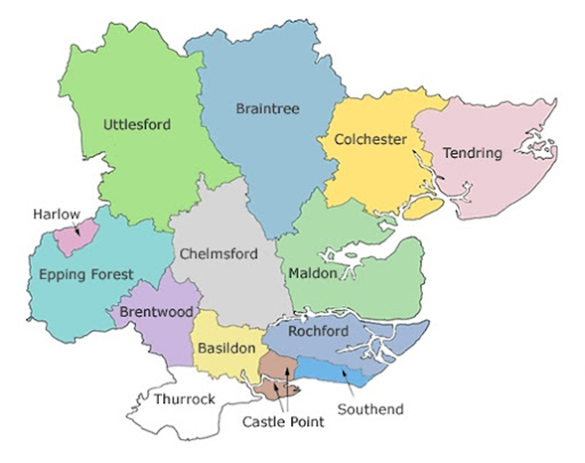 Braintree
Uttlesford
Colchester
Tendring
Harlow
Chelmsford
Epping Forest
Maldon
Brentwood
Rochford
Basildon
Thurrock
Southend
Castle Point